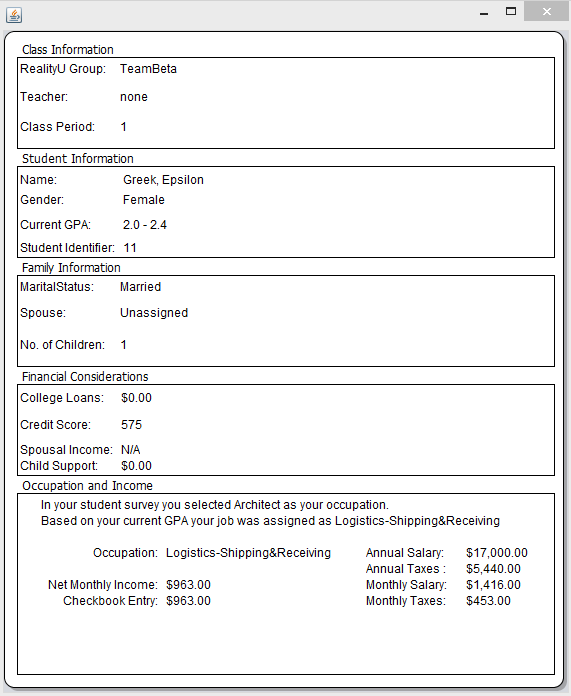 Class Information
RealityU Group: TeamBeta
Teacher: none
Class Period: 1
Student Information
Name: Greek, Epsilon
Gender: Female
Current GPA: 2.0 - 2.4
Student Identifier: 11
Family Information
MaritalStatus: Married
Spouse: Unassigned
No. of Children: 1
Financial Considerations
College Loans: $0.00
Credit Score: 575
Spousal Income: N/A
Child Support: $0.00
Occupation and Income
In your student survey you selected Architect as your occupation.
Based on your current GPA your job was assigned as Logistics-Shipping&Receiving
Occupation: Logistics-Shipping&Receiving Annual Salary: $17,000.00
Annual Taxes : $5,440.00
Net Monthly Income: $963.00 Monthly Salary: $1,416.00
Checkbook Entry: $963.00 Monthly Taxes: $453.00